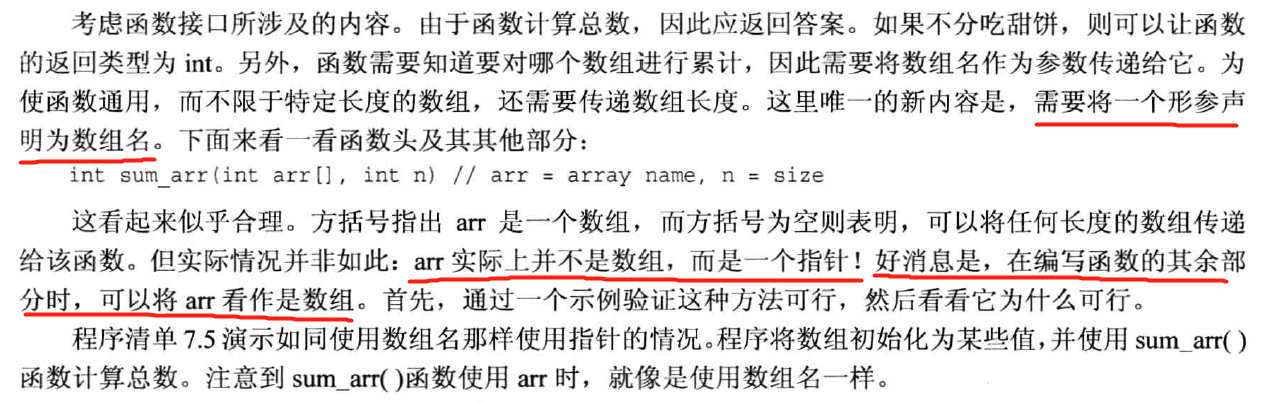 考虑函数接口所涉及的内容。由于函数计算总数，因此应返回答案。如果不分吃甜饼，则可以让函数
的返回类型为 int。另外，函数需要知道要对哪个数组进行累计，因此需要将数组名作为参数传递给它。为
使函数通用，而不限于特定长度的数组，还需要传递数组长度。这里唯一的新内容是，需要将一个形参声
明为数组名。下面来看一看函数头及其其他部分：
int sum_arr(int arr[], int n) // arr = array name, n = size
这看起来似乎合理。方括号指出 arr 是一个数组，而方括号为空则表明，可以将任何长度的数组传递
给该函数。但实际情况并非如此：arr 实际上并不是数组，而是一个指针！好消息是，在编写函数的其余部
分时，可以将 arr 看作是数组。首先，通过一个示例验证这种方法可行，然后看看它为什么可行。
程序清单 7.5 演示如同使用数组名那样使用指针的情况。程序将数组初始化为某些值，并使用 sum_arr( )
函数计算总数。注意到 sum_arr( )函数使用 arr 时，就像是使用数组名一样。